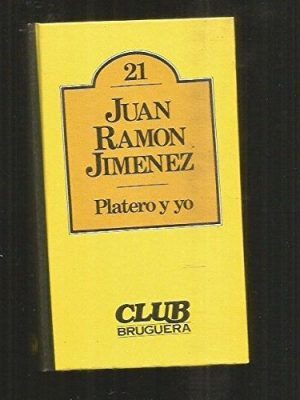 21
JUAN
RAMON
JIMENEZ
Platero y yo
CLUB
BRUGUERA